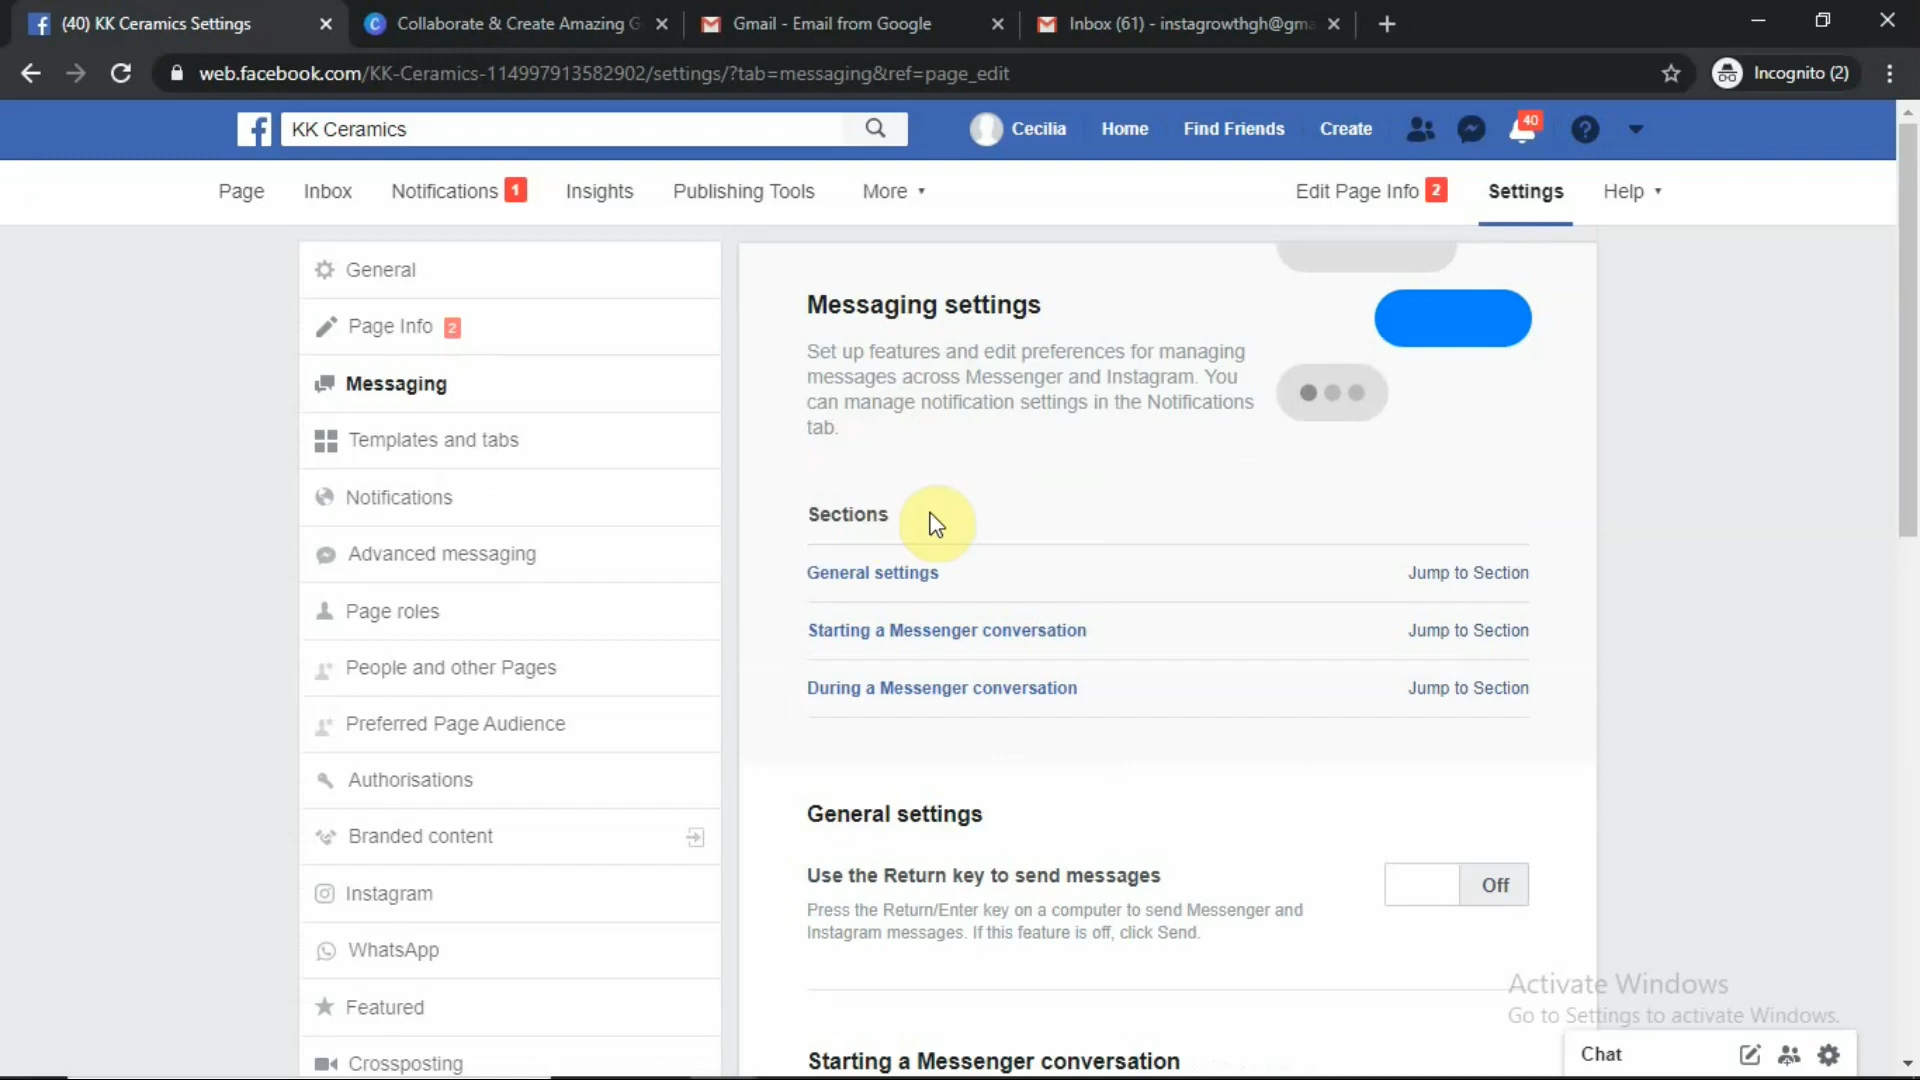 (40) KK Ceramics Settings
Collaborate & Create Amazing G
Gmail - Email from Google
Inbox (61) - instagrowthgh@gm
web.facebook.com/KK-Ceramics-114997913582902/settings/?tab=messaging&ref=page_edit
Incognito (2)
KK Ceramics
Cecilia
Home
Find Friends
Create
40
Page
Inbox
Notifications 1
Insights
Publishing Tools
More
Edit Page Info 2
Settings
Help
General
Page Info 2
Messaging
Templates and tabs
Notifications
Advanced messaging
Page roles
People and other Pages
Preferred Page Audience
Authorisations
Branded content
Instagram
WhatsApp
Featured
Crossposting
Messaging settings
Set up features and edit preferences for managing
messages across Messenger and Instagram. You
can manage notification settings in the Notifications
tab.
Sections
General settings Jump to Section
Starting a Messenger conversation Jump to Section
During a Messenger conversation Jump to Section
General settings
Use the Return key to send messages
Off
Press the Return/Enter key on a computer to send Messenger and
Instagram messages. If this feature is off, click Send.
Starting a Messenger conversation
Activate Windows
Go to Settings to activate Windows.
Chat